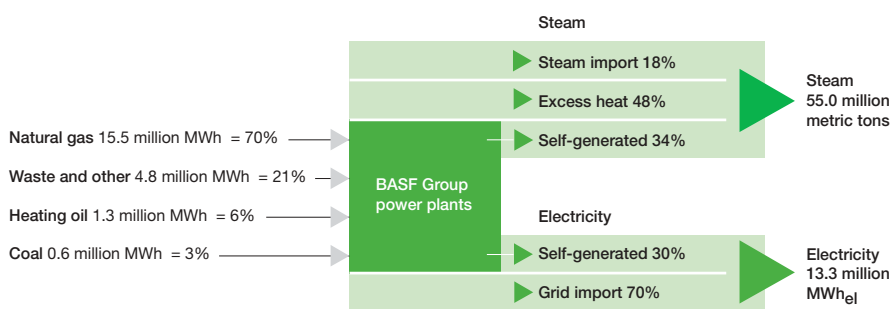 Steam
Steam import 18%
Excess heat 48%
Self-generated 34%
Steam
55.0 million
metric tons
Natural gas 15.5 million MWh = 70%
Waste and other 4.8 million MWh = 21%
Heating oil 1.3 million MWh = 6%
Coal 0.6 million MWh = 3%
BASF Group
power plants
Electricity
Self-generated 30%
Grid import 70%
Electricity
13.3 million
MWhel